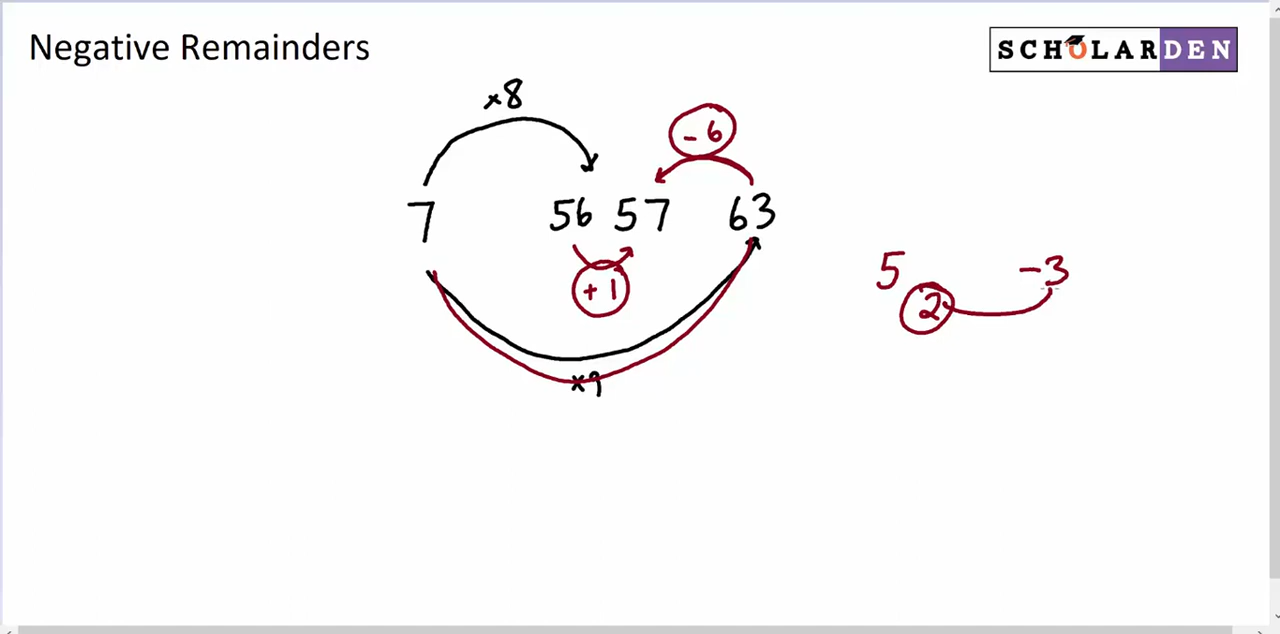 Negative Remainders
SCHOLARDEN
×8
-6
7 56 57 63
+1
5 -3
2
×9